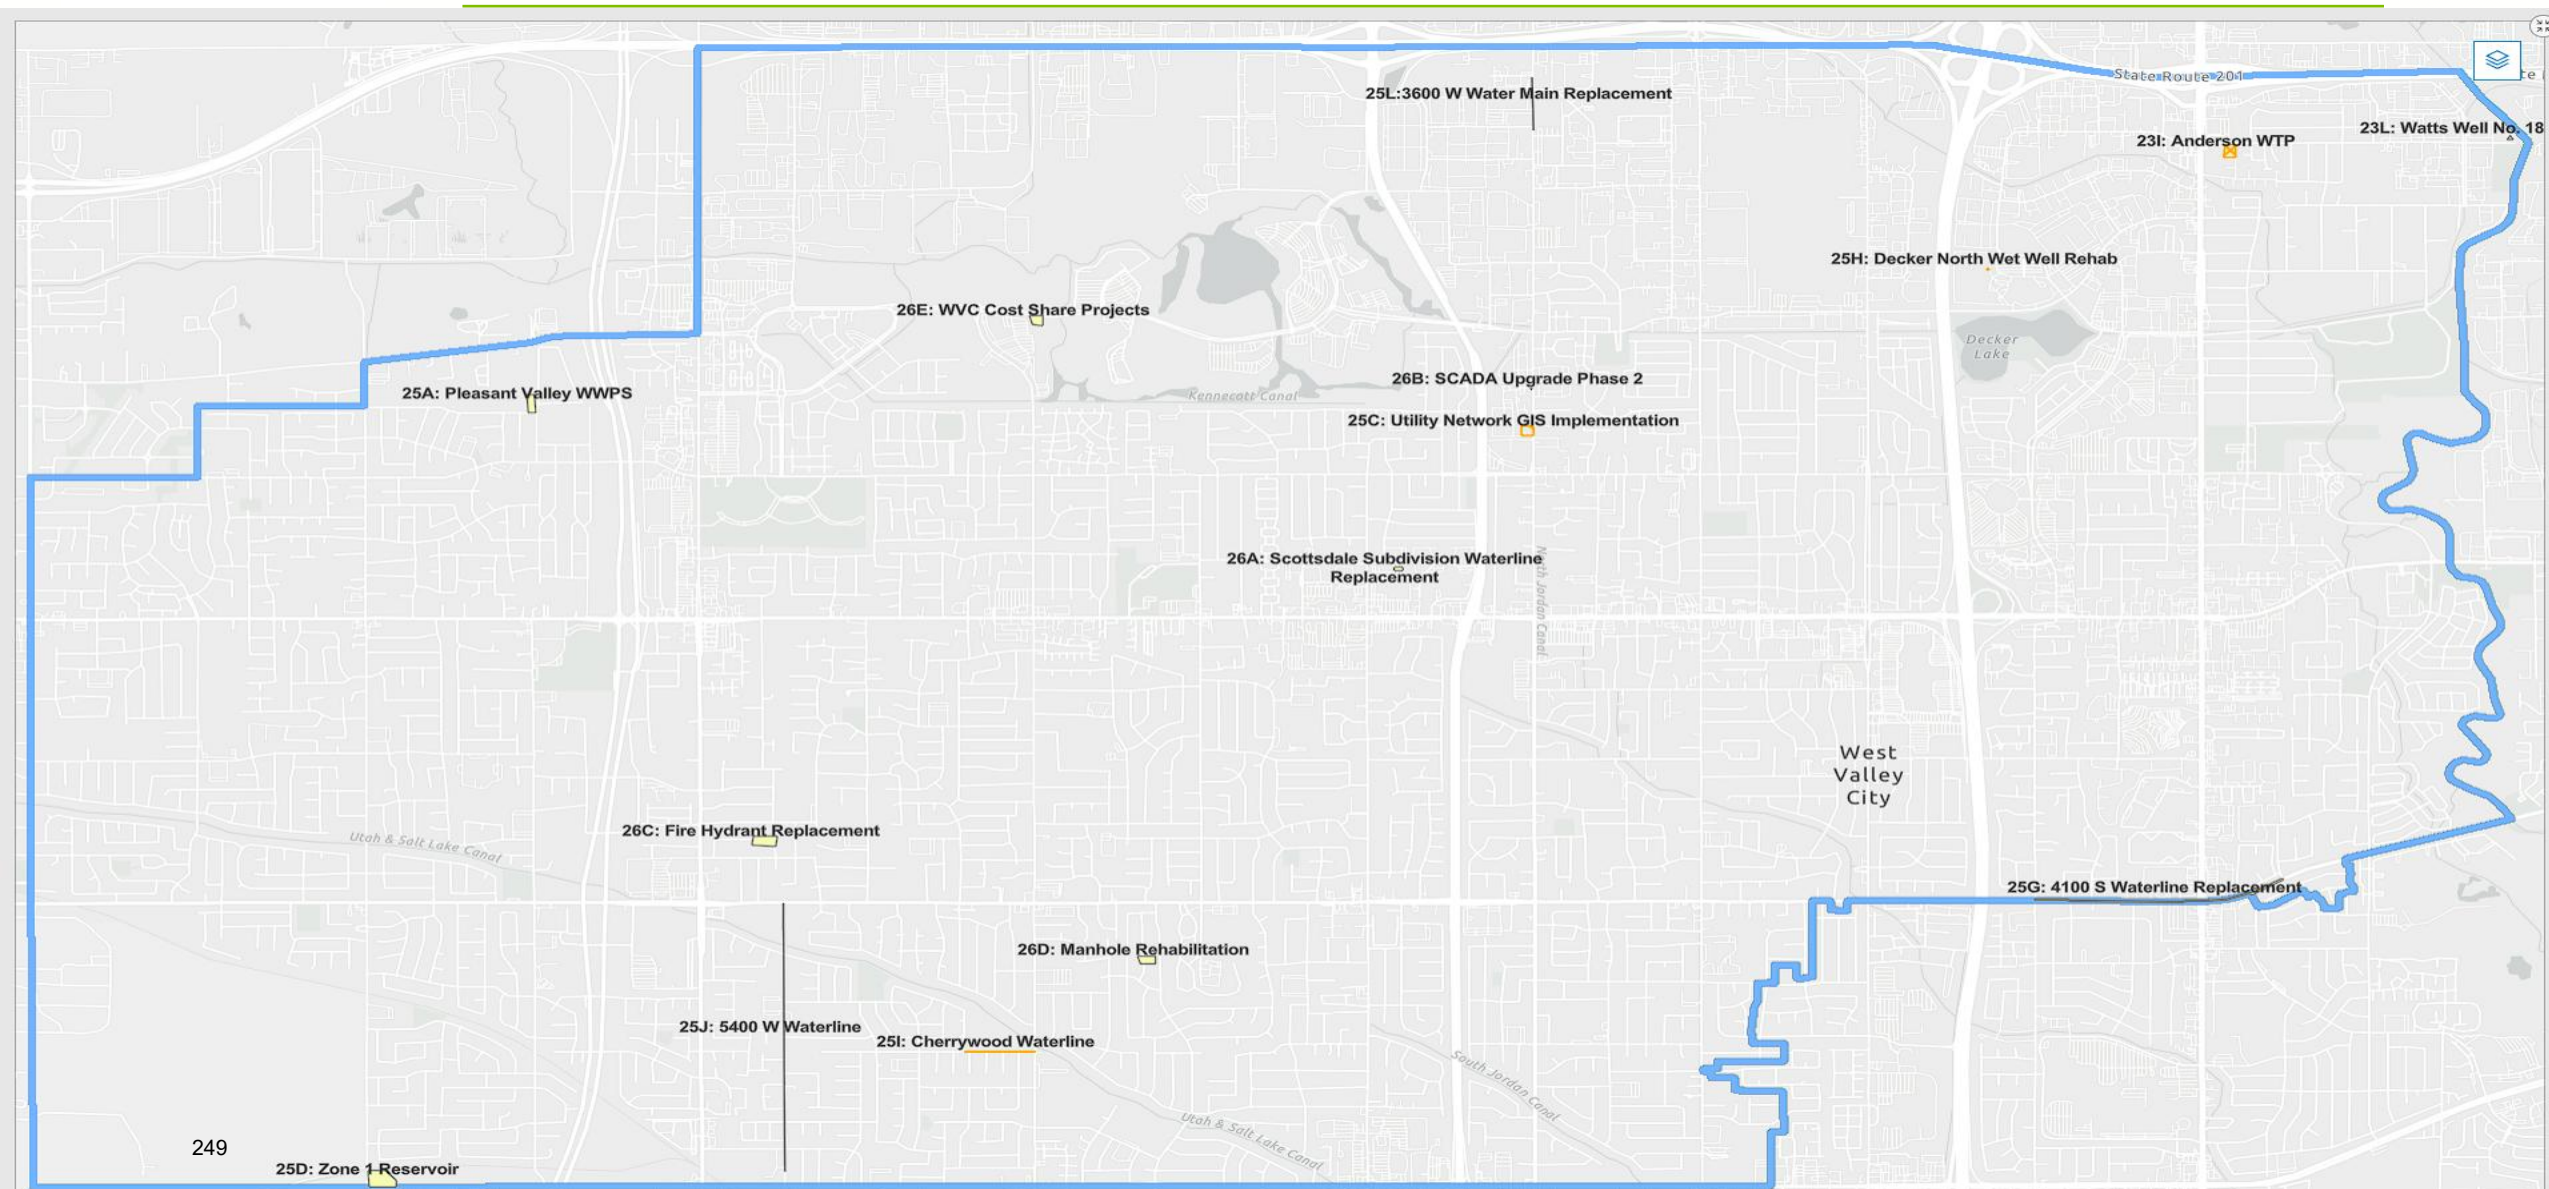 State Route 201
te
25L:3600 W Water Main Replacement
23L: Watts Well No. 18
23I: Anderson WTP
25H: Decker North Wet Well Rehab
26E: WVC Cost Share Projects
Decker
Lake
26B: SCADA Upgrade Phase 2
25A: Pleasant Valley WWPS
Kennecott Canal
25C: Utility Network GIS Implementation
26A: Scottsdale Subdivision Waterline
Replacement
North Jordan Canal
West
Valley
City
26C: Fire Hydrant Replacement
Utah & Salt Lake Canal
25G: 4100 S Waterline Replacement
26D: Manhole Rehabilitation
25J: 5400 W Waterline
25I: Cherrywood Waterline
South Jordan Canal
Utah & Salt Lake Canal
249
25D: Zone 1 Reservoir